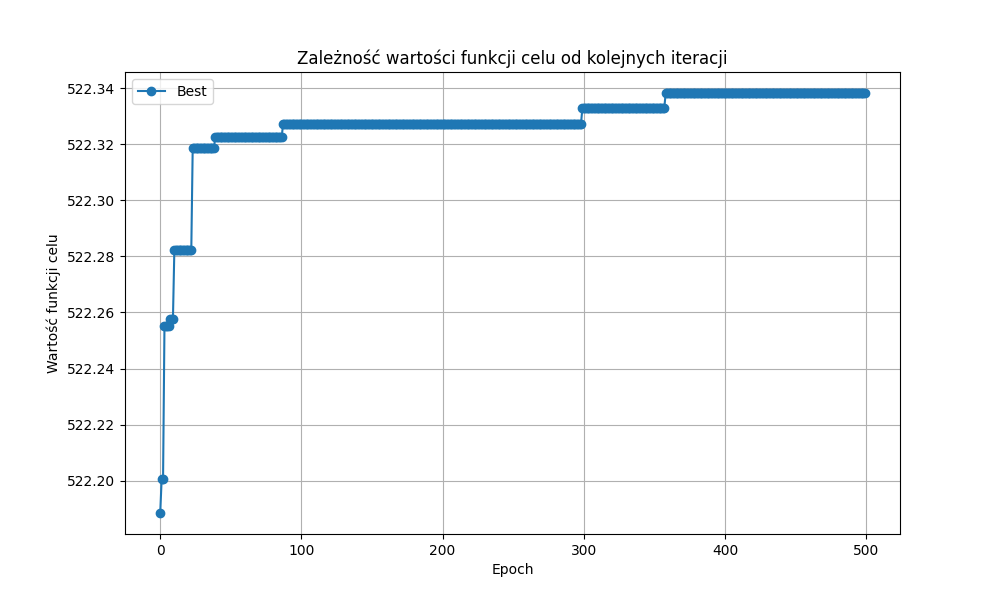 Zależność wartości funkcji celu od kolejnych iteracji
Best
522.34
522.32
522.30
522.28
522.26
522.24
522.22
522.20
Wartość funkcji celu
0 100 200 300 400 500
Epoch